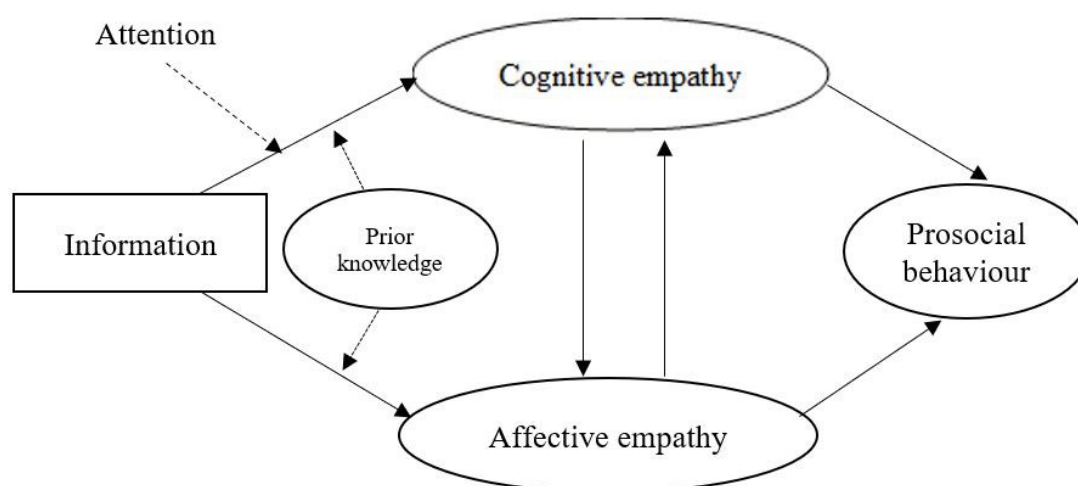 Attention
Cognitive empathy
Information
Prior
knowledge
Prosocial
behaviour
Affective empathy